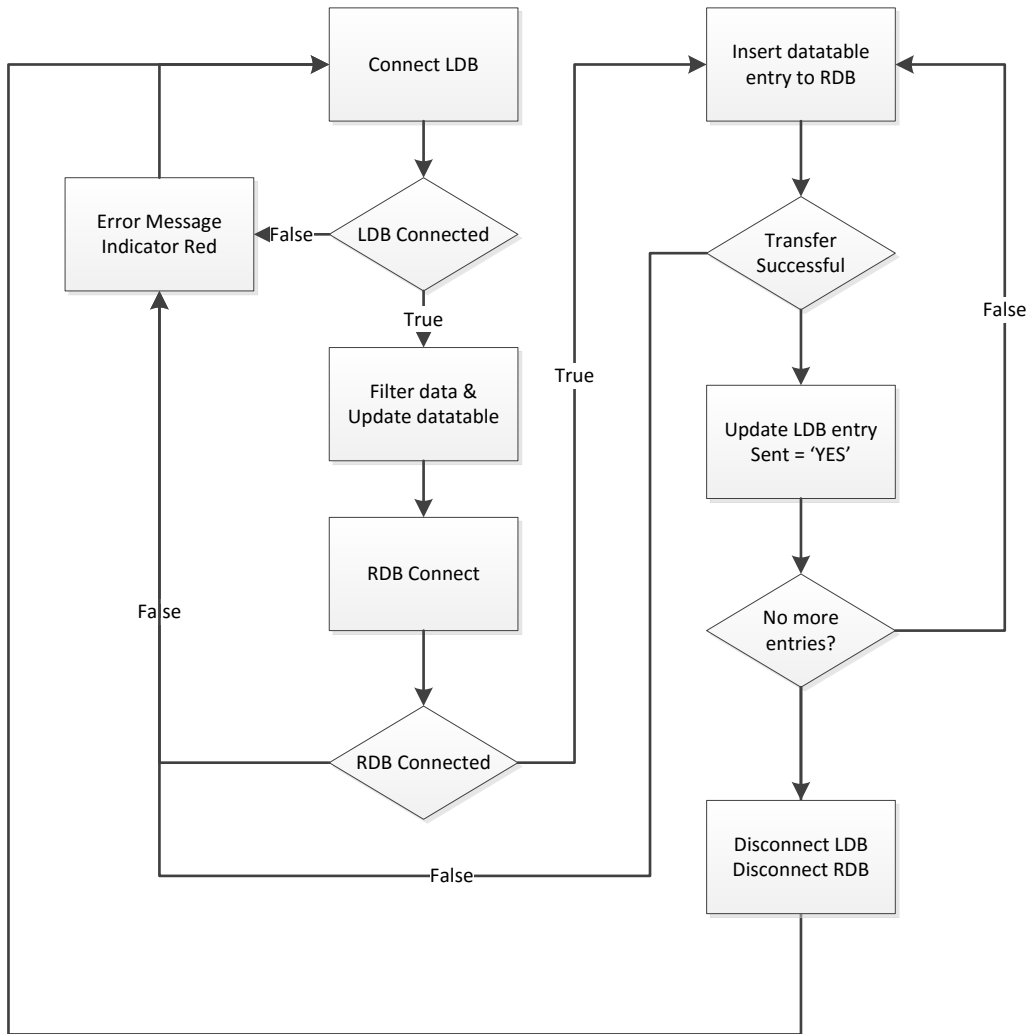 Connect LDB
Insert datatable
entry to RDB
Error Message
Indicator Red
False
LDB Connected
Transfer
Successful
False
True
True
Filter data &
Update datatable
Update LDB entry
Sent = ‘YES’
RDB Connect
False
No more
entries?
RDB Connected
Disconnect LDB
Disconnect RDB
False